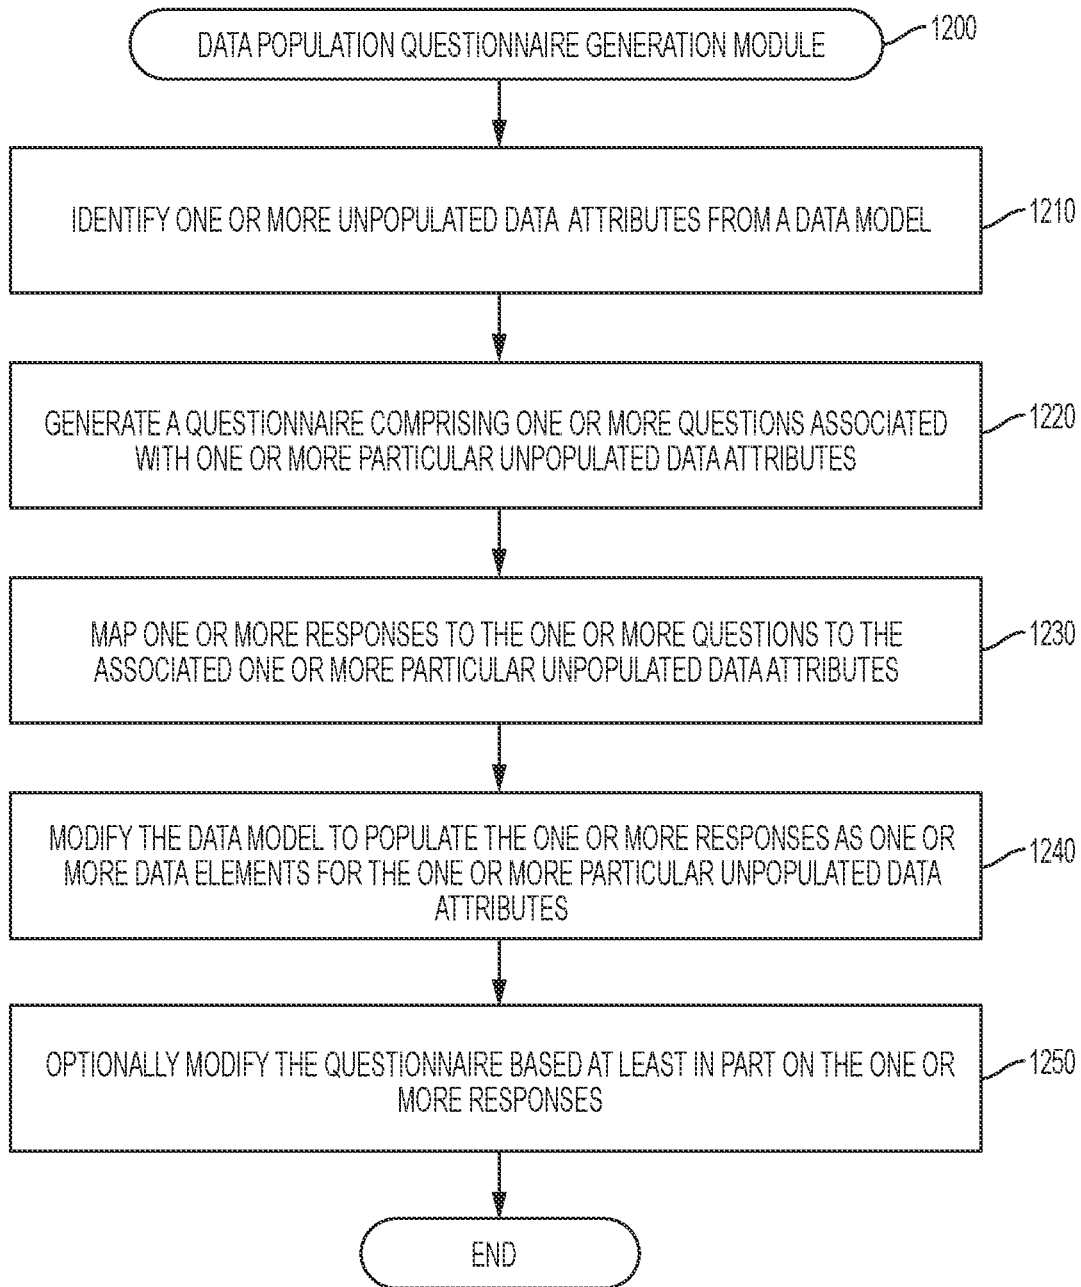 DATA POPULATION QUESTIONNAIRE GENERATION MODULE
1200
IDENTIFY ONE OR MORE UNPOPULATED DATA ATTRIBUTES FROM A DATA MODEL
1210
GENERATE A QUESTIONNAIRE COMPRISING ONE OR MORE QUESTIONS ASSOCIATED
WITH ONE OR MORE PARTICULAR UNPOPULATED DATA ATTRIBUTES
1220
MAP ONE OR MORE RESPONSES TO THE ONE OR MORE QUESTIONS TO THE
ASSOCIATED ONE OR MORE PARTICULAR UNPOPULATED DATA ATTRIBUTES
1230
MODIFY THE DATA MODEL TO POPULATE THE ONE OR MORE RESPONSES AS ONE OR
MORE DATA ELEMENTS FOR THE ONE OR MORE PARTICULAR UNPOPULATED DATA
ATTRIBUTES
1240
OPTIONALLY MODIFY THE QUESTIONNAIRE BASED AT LEAST IN PART ON THE ONE OR
MORE RESPONSES
1250
END